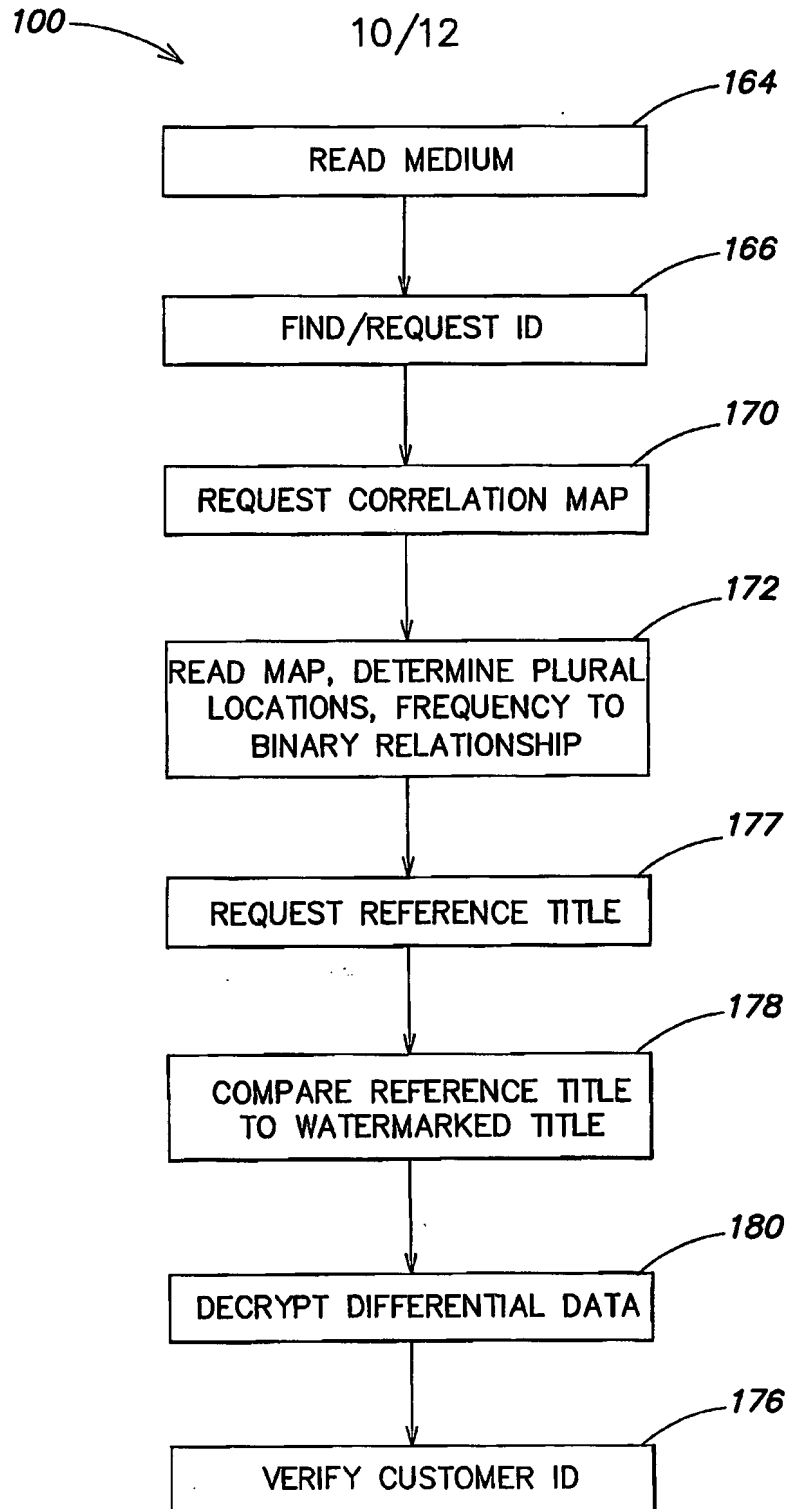 100
10/12
164
READ MEDIUM
166
FIND/REQUEST ID
170
REQUEST CORRELATION MAP
172
READ MAP, DETERMINE PLURAL
LOCATIONS, FREQUENCY TO
BINARY RELATIONSHIP
177
REQUEST REFERENCE TITLE
178
COMPARE REFERENCE TITLE
TO WATERMARKED TITLE
180
DECRYPT DIFFERENTIAL DATA
176
VERIFY CUSTOMER ID